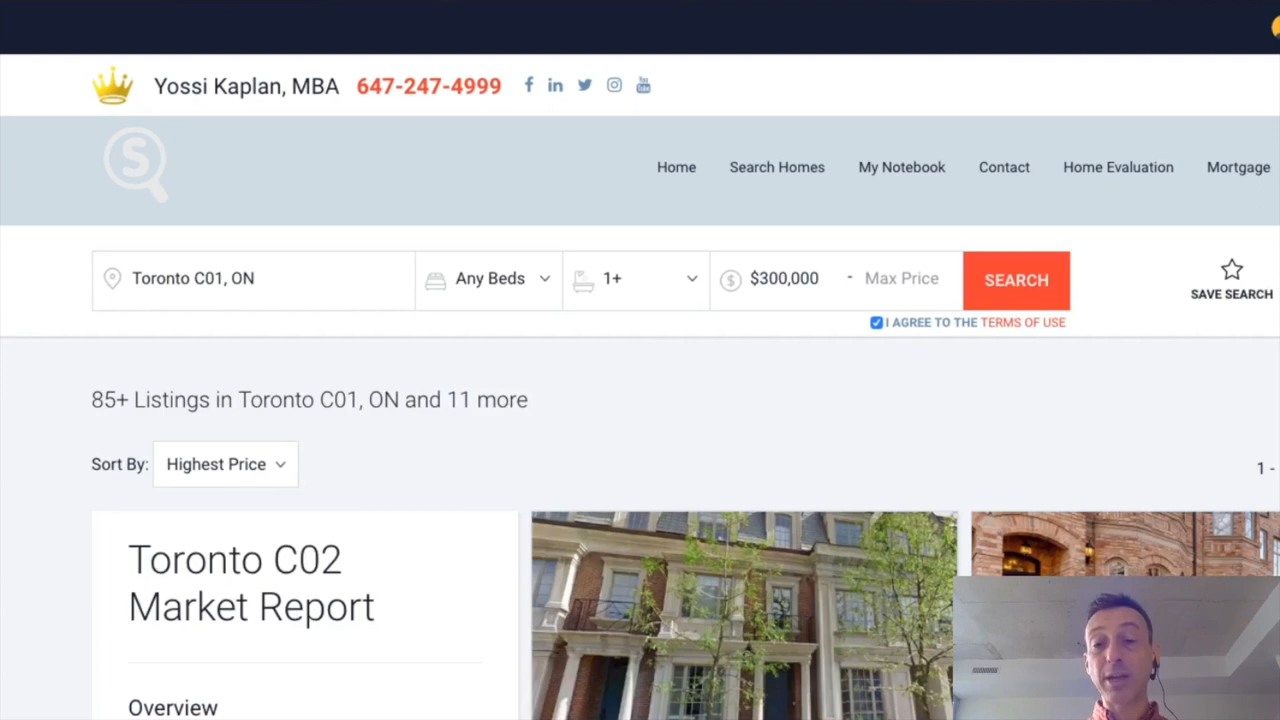 Yossi Kaplan, MBA 647-247-4999
S
Home Search Homes My Notebook Contact Home Evaluation Mortgage
Toronto C01, ON Any Beds 1+ $300,000 - Max Price SEARCH
SAVE SEARCH
I AGREE TO THE TERMS OF USE
85+ Listings in Toronto C01, ON and 11 more
Sort By: Highest Price
1 -
Toronto C02
Market Report
Overview